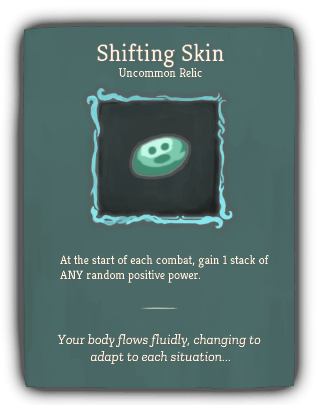 Shifting Skin
Uncommon Relic
At the start of each combat, gain 1 stack of
ANY random positive power.
Your body flows fluidly, changing to
adapt to each situation...